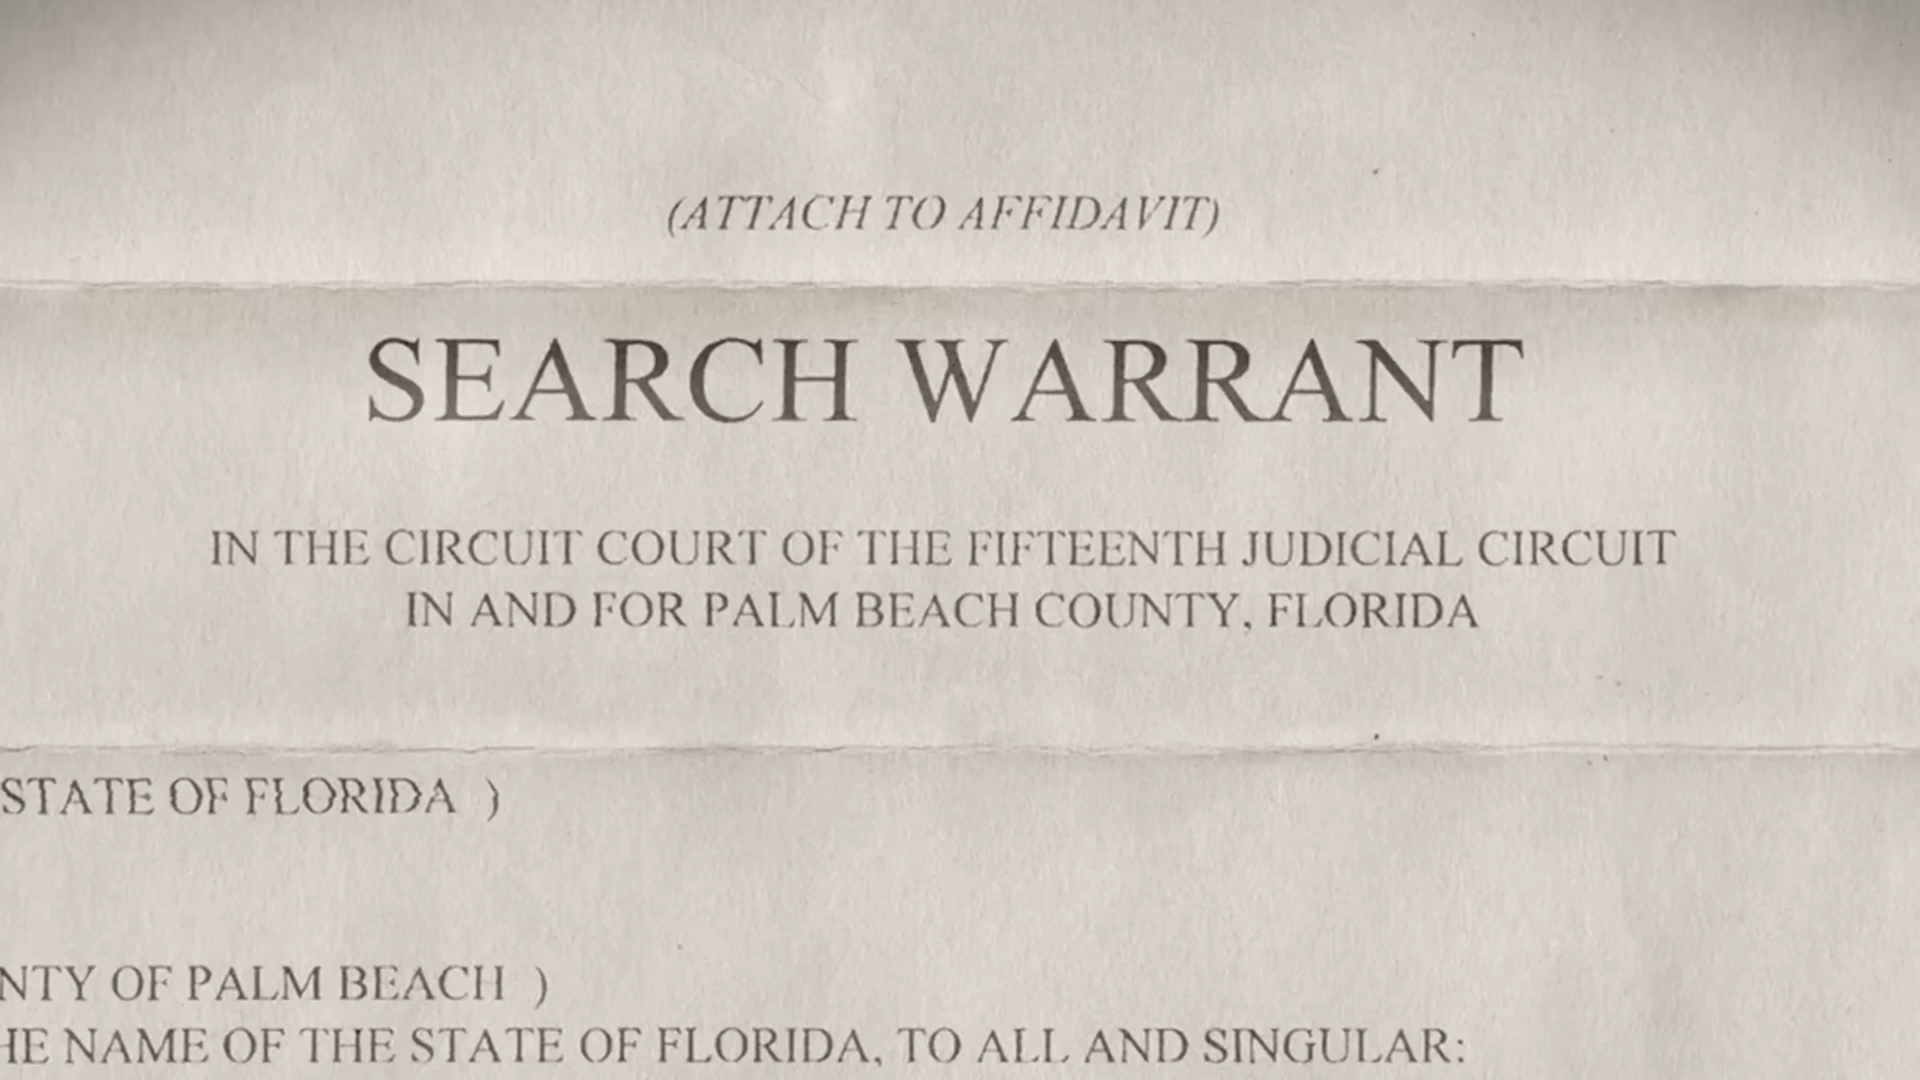 (ATTACH TO AFFIDAVIT)
SEARCH WARRANT
IN THE CIRCUIT COURT OF THE FIFTEENTH JUDICIAL CIRCUIT
IN AND FOR PALM BEACH COUNTY, FLORIDA
STATE OF FLORIDA )
NTY OF PALM BEACH )
HE NAME OF THE STATE OF FLORIDA, TO ALL AND SINGULAR: